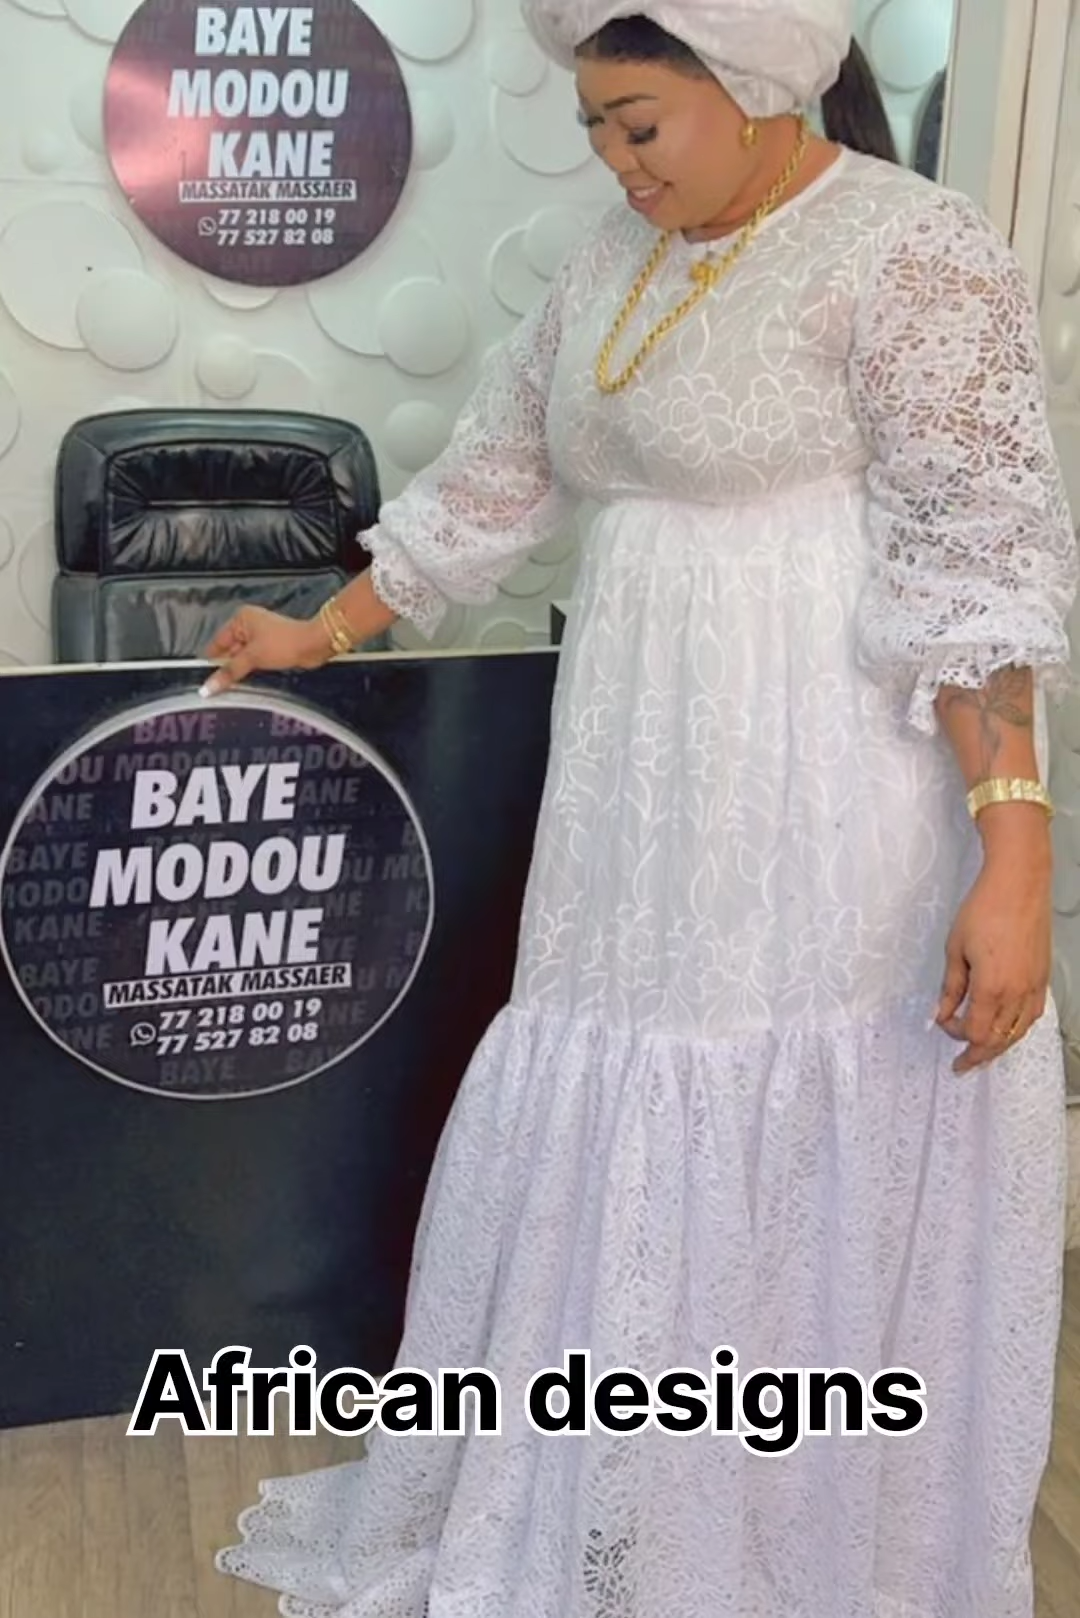 BAYE
MODOU
KANE
MASSATAK MASSAER
77 218 00 19
77 527 82 08
BAYE
MODOU
KANE
MASSATAK MASSAER
77 218 00 19
77 527 82 08
African designs